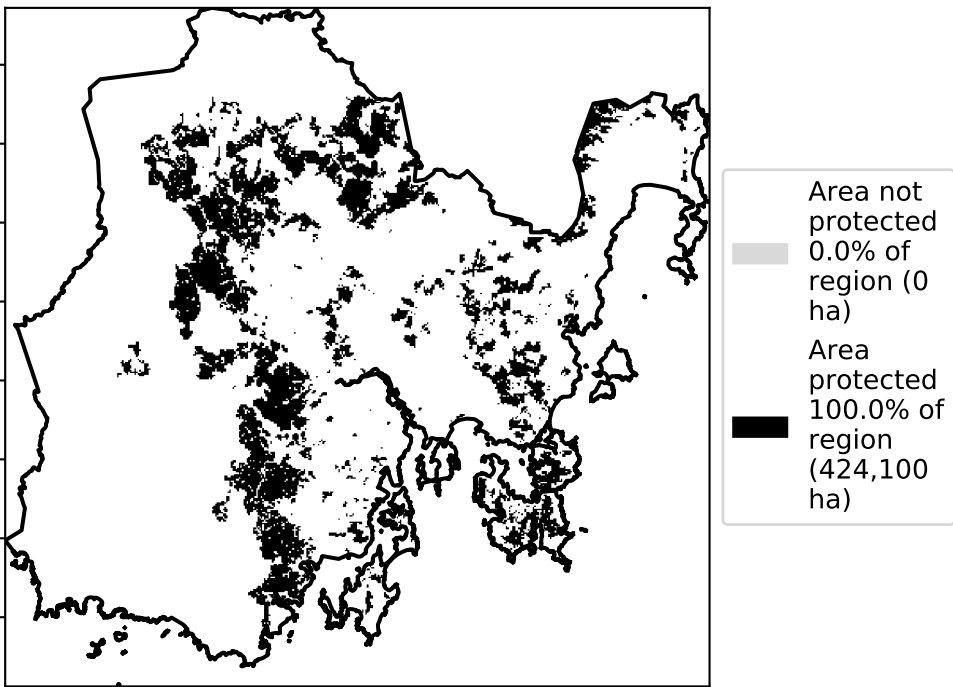 Area not
protected
0.0% of
region (0
ha)
Area
protected
100.0% of
region
(424,100
ha)